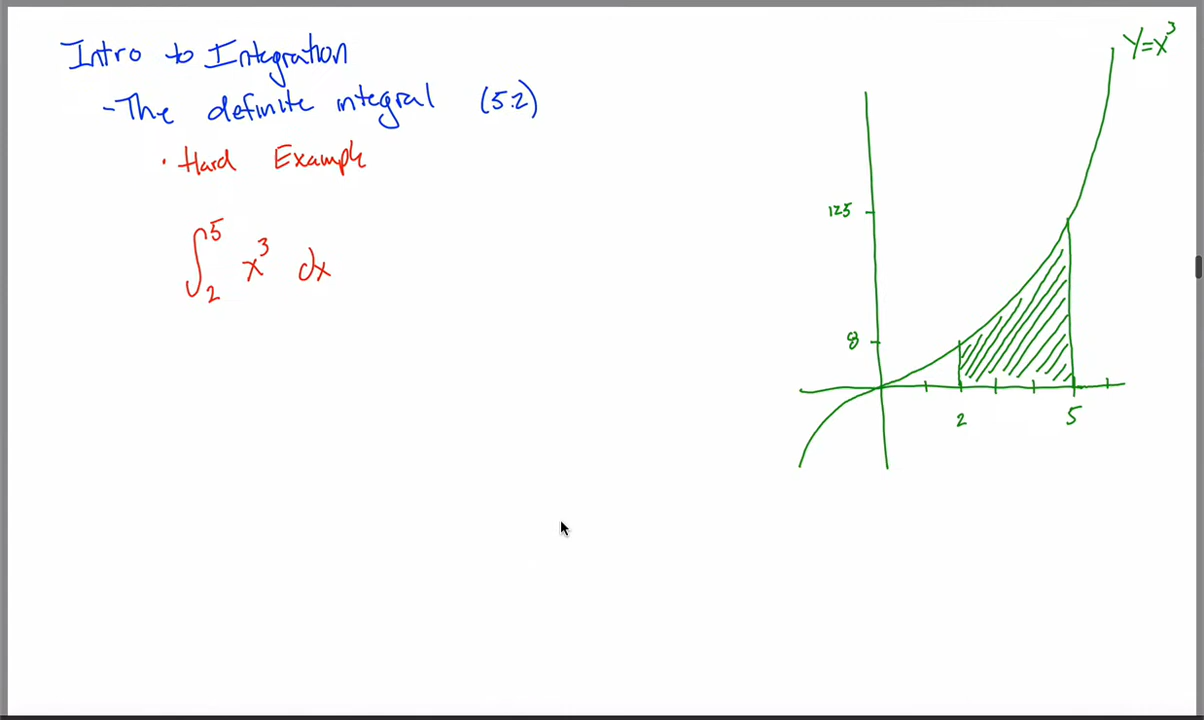 Intro to Integration
- The definite integral (5.2)
• Hard Example
∫₂⁵ x³ dx
y=x³
125
8
2 5